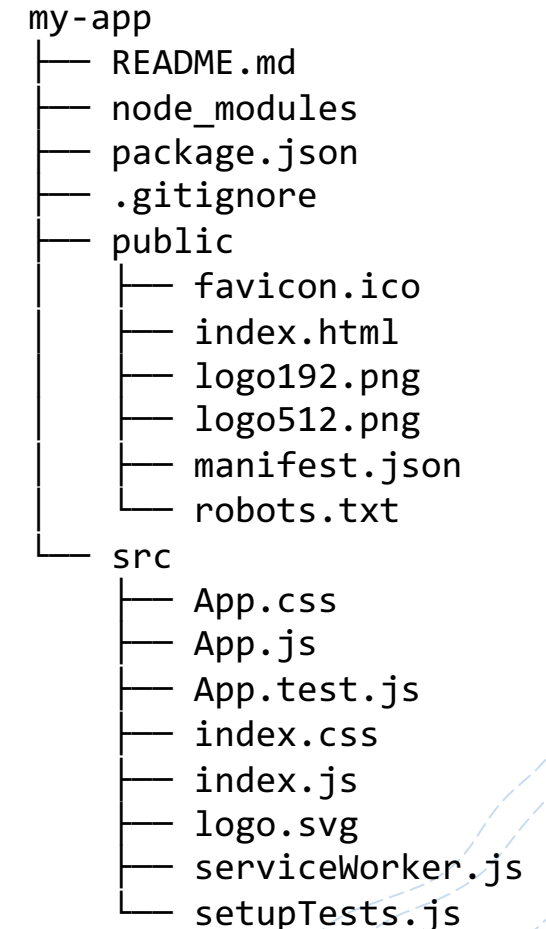 my-app
├── README.md
├── node_modules
├── package.json
├── .gitignore
├── public
│   ├── favicon.ico
│   ├── index.html
│   ├── logo192.png
│   ├── logo512.png
│   ├── manifest.json
│   └── robots.txt
└── src
    ├── App.css
    ├── App.js
    ├── App.test.js
    ├── index.css
    ├── index.js
    ├── logo.svg
    ├── serviceWorker.js
    └── setupTests.js